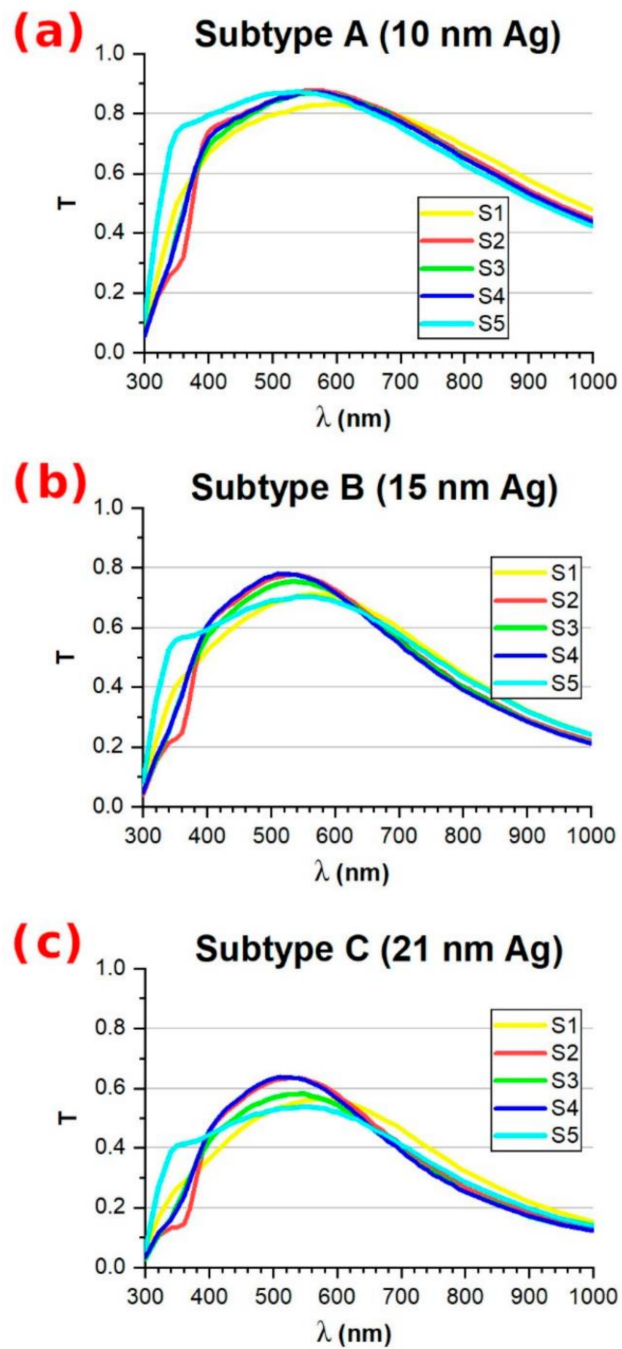 (a) Subtype A (10 nm Ag)
1.0
0.8
0.6
0.4
0.2
0.0
T
S1
S2
S3
S4
S5
300 400 500 600 700 800 900 1000
λ (nm)
(b) Subtype B (15 nm Ag)
1.0
0.8
0.6
0.4
0.2
0.0
T
S1
S2
S3
S4
S5
300 400 500 600 700 800 900 1000
λ (nm)
(c) Subtype C (21 nm Ag)
1.0
0.8
0.6
0.4
0.2
0.0
T
S1
S2
S3
S4
S5
300 400 500 600 700 800 900 1000
λ (nm)